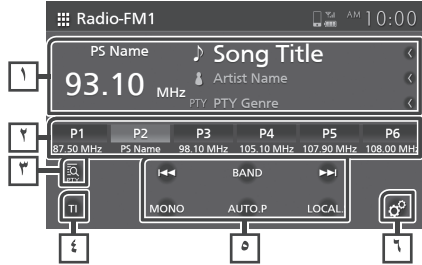 Radio-FM1 AM 10:00
PS Name Song Title
93.10 MHz Artist Name
PTY PTY Genre
١
P1 P2 P3 P4 P5 P6
87.50 MHz PS Name 98.10 MHz 105.10 MHz 107.90 MHz 108.00 MHz
٢
٣
PTY BAND
TI MONO AUTO.P LOCAL
٤ ٥ ٦